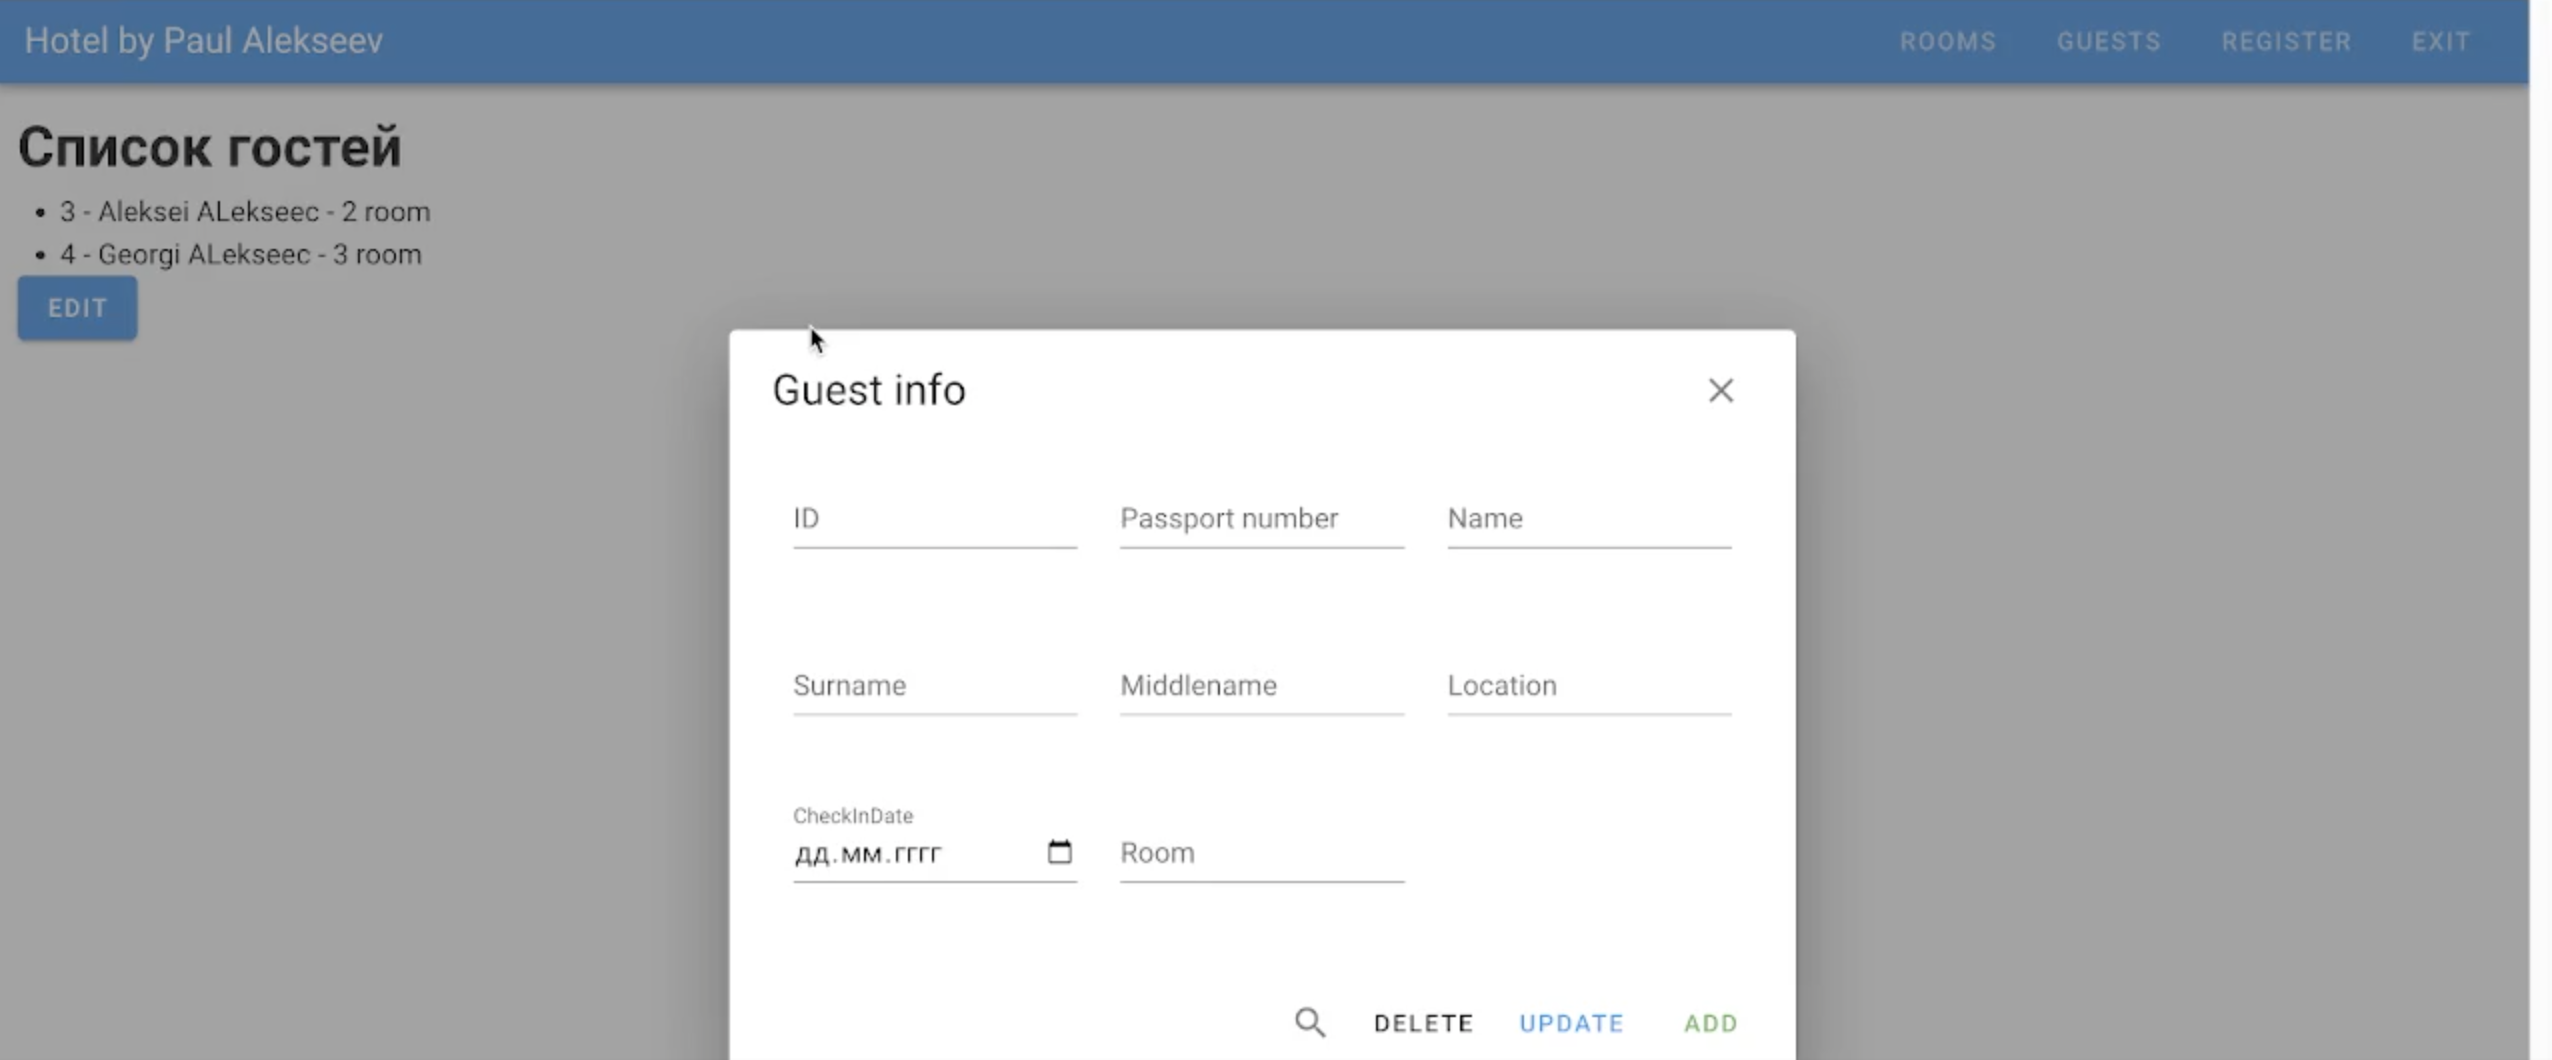 Hotel by Paul Alekseev
ROOMS GUESTS REGISTER EXIT
Список гостей
3 - Aleksei ALekseec - 2 room
4 - Georgi ALekseec - 3 room
EDIT
Guest info
ID Passport number Name
Surname Middlename Location
CheckInDate
дд.мм.гггг Room
DELETE UPDATE ADD